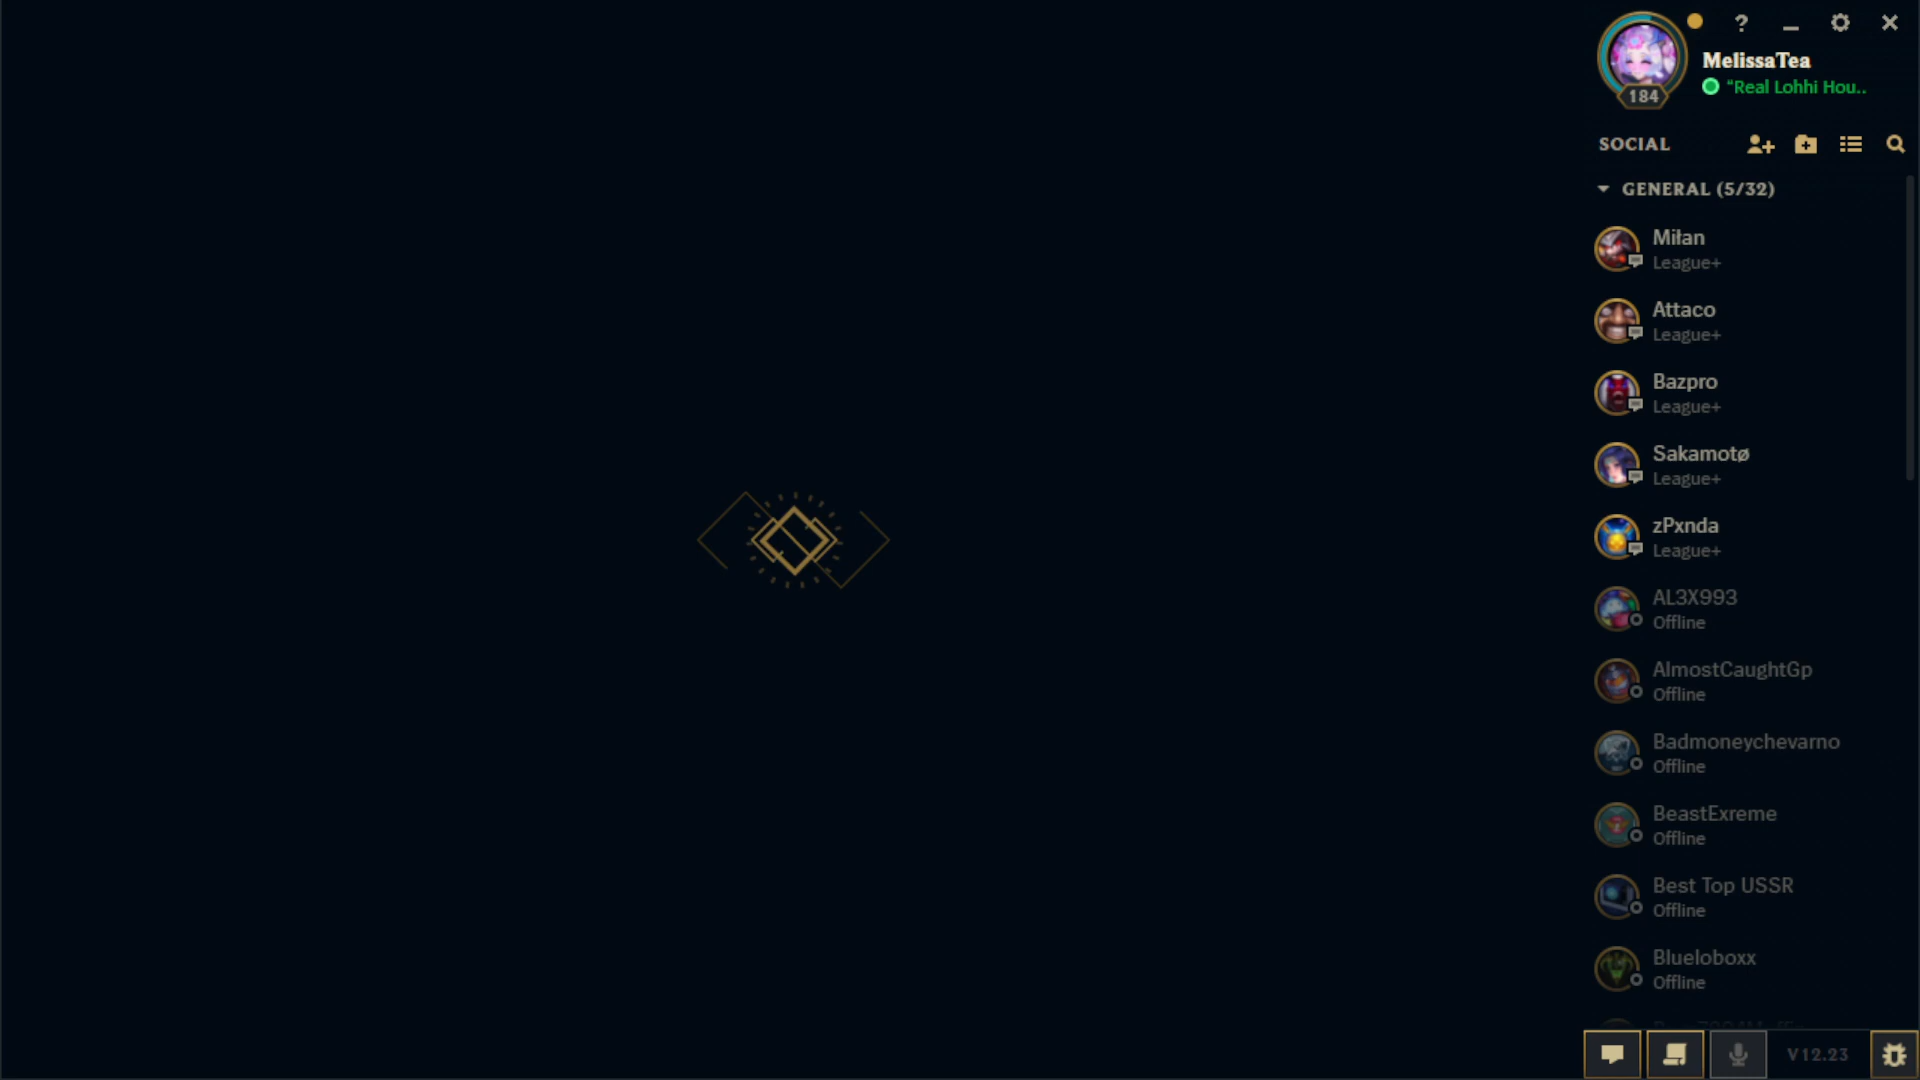 ?
MelissaTea
184
“Real Lohhi Hou..
SOCIAL
GENERAL (5/32)
Milan
League+
Attaco
League+
Bazpro
League+
Sakamotø
League+
zPxnda
League+
AL3X993
Offline
AlmostCaughtGp
Offline
Badmoneychevarno
Offline
BeastExreme
Offline
Best Top USSR
Offline
Blueloboxx
Offline
V12.23